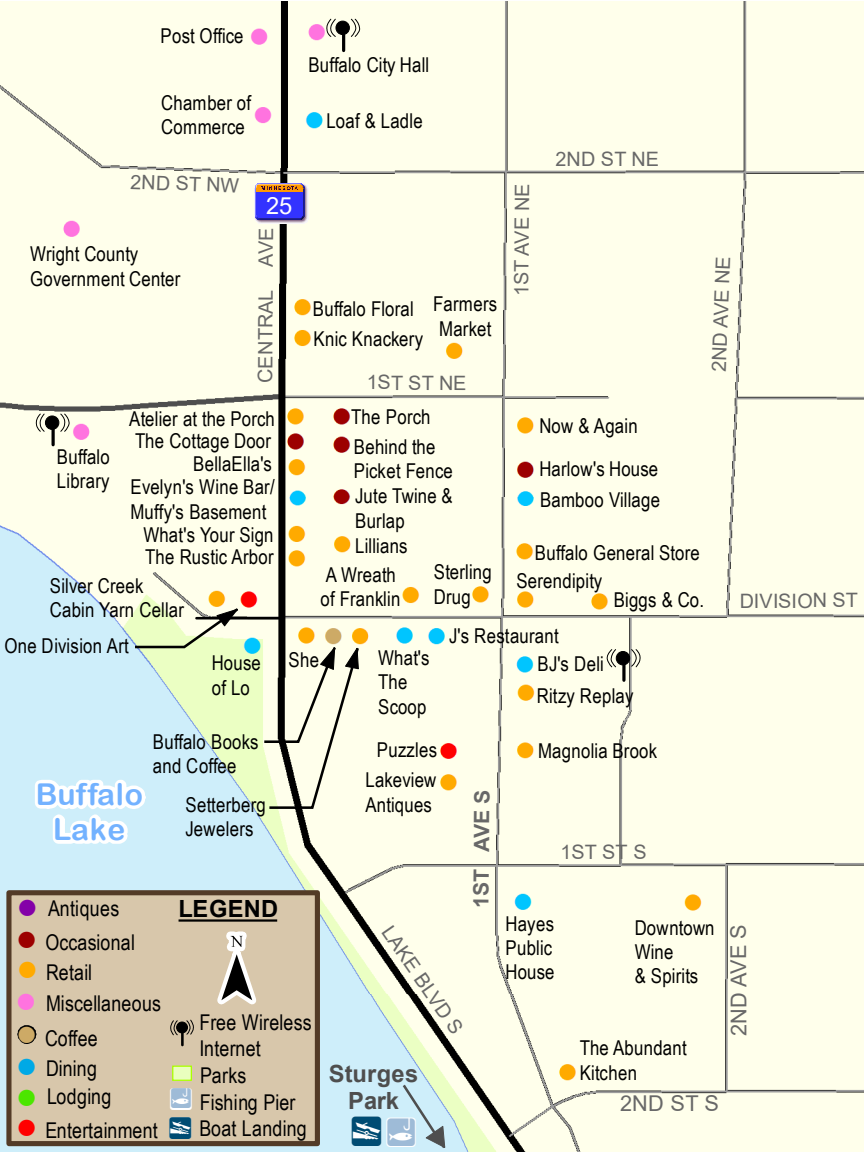 Post Office
Buffalo City Hall
Chamber of
Commerce
Loaf & Ladle
2ND ST NE
2ND ST NW
MINNESOTA
25
1ST AVE NE
Wright County
Government Center
CENTRAL AVE
2ND AVE NE
Buffalo Floral
Knic Knackery
Farmers
Market
1ST ST NE
Atelier at the Porch
The Cottage Door
BellaElla's
Evelyn's Wine Bar/
Muffy's Basement
What's Your Sign
The Rustic Arbor
The Porch
Behind the
Picket Fence
Jute Twine &
Burlap
Lillians
Now & Again
Harlow's House
Bamboo Village
Buffalo General Store
Serendipity
Biggs & Co.
Buffalo
Library
A Wreath
of Franklin
Sterling
Drug
DIVISION ST
Silver Creek
Cabin Yarn Cellar
One Division Art
House
of Lo
She
What's
The
Scoop
J's Restaurant
BJ's Deli
Ritzy Replay
Magnolia Brook
Buffalo Books
and Coffee
Setterberg
Jewelers
Puzzles
Lakeview
Antiques
Buffalo
Lake
1ST AVE S
1ST ST S
Hayes
Public
House
Downtown
Wine
& Spirits
2ND AVE S
LAKE BLVD S
The Abundant
Kitchen
2ND ST S
Sturges
Park
LEGEND
Antiques
Occasional
Retail
Miscellaneous
Coffee
Dining
Lodging
Entertainment
N
Free Wireless
Internet
Parks
Fishing Pier
Boat Landing